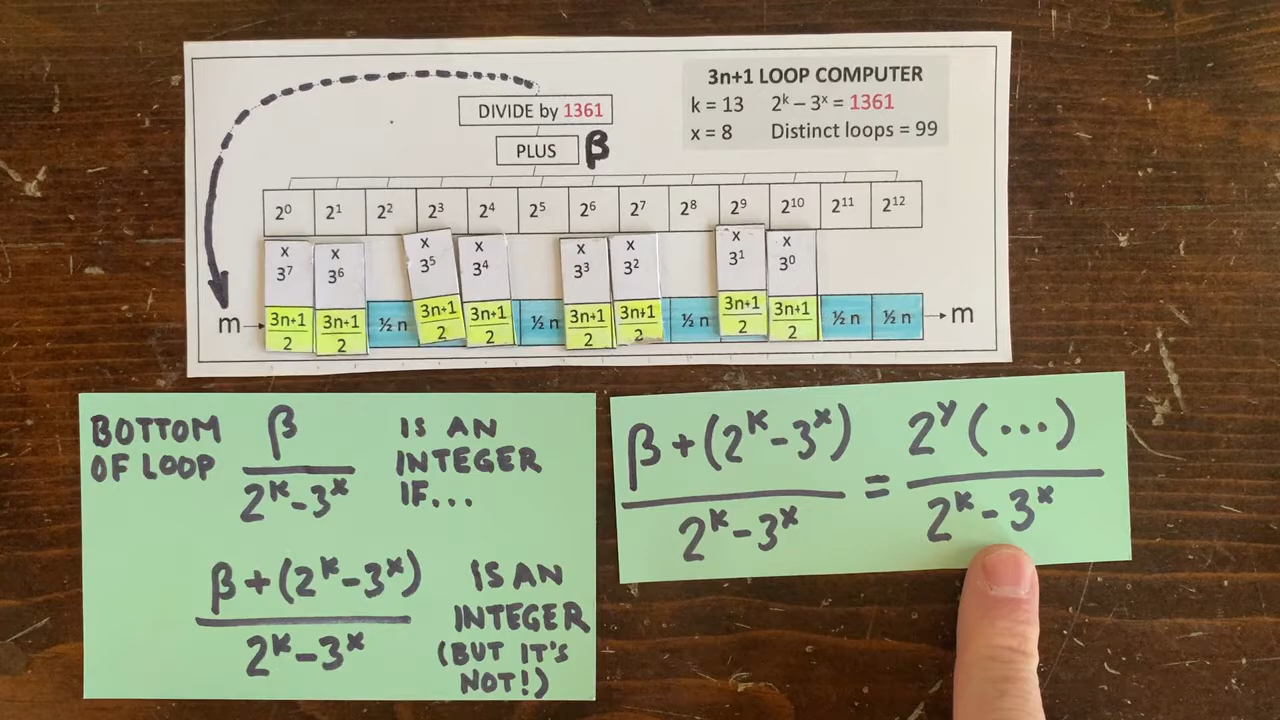 3n+1 LOOP COMPUTER
k = 13 2ᵏ – 3ˣ = 1361
x = 8 Distinct loops = 99
DIVIDE by 1361
PLUS β
2⁰ 2¹ 2² 2³ 2⁴ 2⁵ 2⁶ 2⁷ 2⁸ 2⁹ 2¹⁰ 2¹¹ 2¹²
x x x x x x x x
3⁷ 3⁶ 3⁵ 3⁴ 3³ 3² 3¹ 3⁰
m 3n+1/2 3n+1/2 ½ n 3n+1/2 3n+1/2 ½ n 3n+1/2 3n+1/2 ½ n 3n+1/2 3n+1/2 ½ n ½ n m
BOTTOM
OF LOOP
β/(2ᵏ-3ˣ)
IS AN
INTEGER
IF...
(β+(2ᵏ-3ˣ))/(2ᵏ-3ˣ)
IS AN
INTEGER
(BUT IT'S
NOT!)
(β+(2ᵏ-3ˣ))/(2ᵏ-3ˣ) = 2ʸ(...)/(2ᵏ-3ˣ)